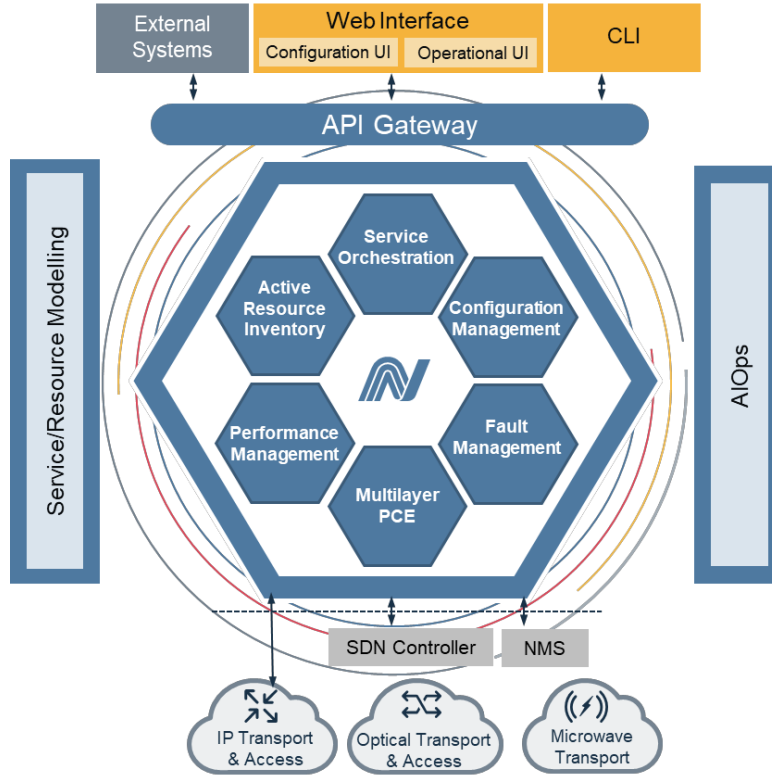 External
Systems
Web Interface
Configuration UI
Operational UI
CLI
API Gateway
Service/Resource Modelling
AIOps
Service
Orchestration
Active
Resource
Inventory
Configuration
Management
Performance
Management
Fault
Management
Multilayer
PCE
SDN Controller
NMS
IP Transport
& Access
Optical Transport
& Access
Microwave
Transport